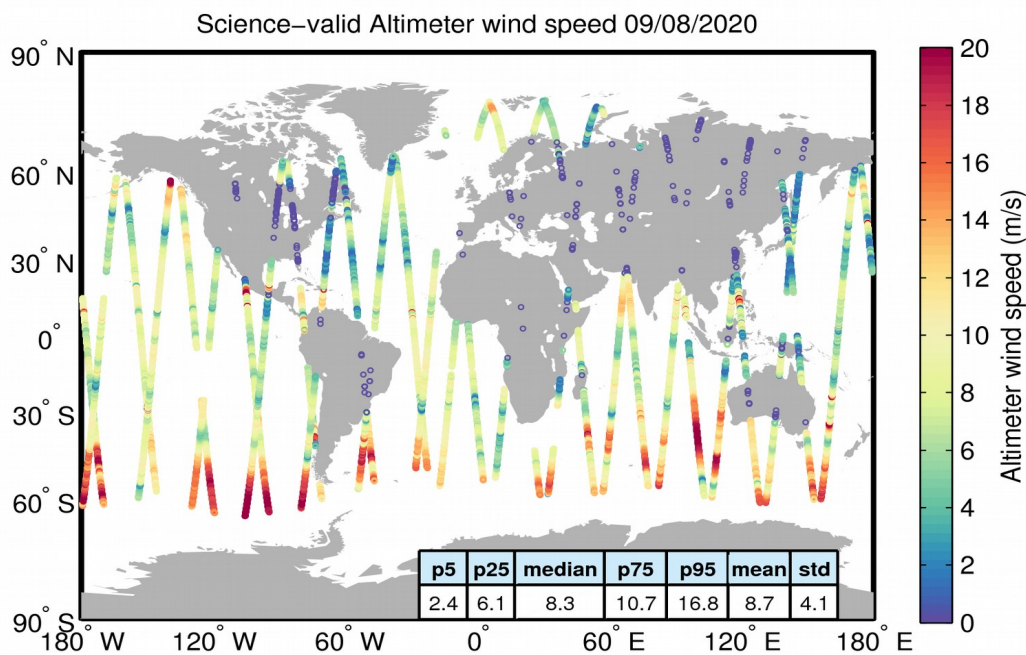 Science−valid Altimeter wind speed 09/08/2020
90° N
60° N
30° N
0°
30° S
60° S
90° S
180° W
120° W
60° W
0°
60° E
120° E
180° E
p5 p25 median p75 p95 mean std
2.4 6.1 8.3 10.7 16.8 8.7 4.1
20
18
16
14
12
10
8
6
4
2
0
Altimeter wind speed (m/s)